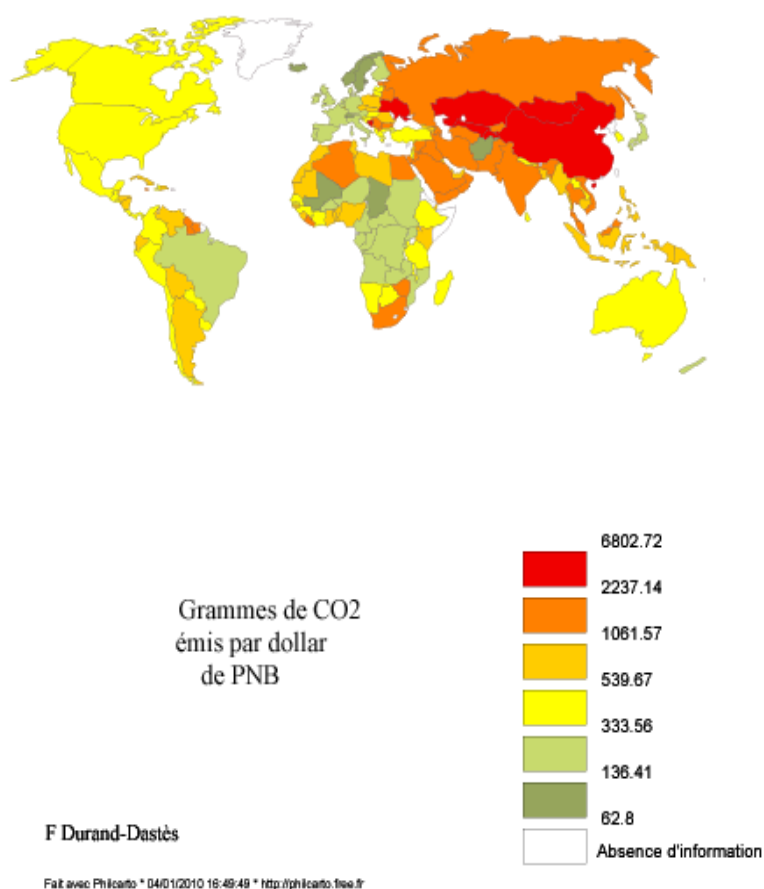 6802.72
2237.14
1061.57
539.67
333.56
136.41
62.8
Absence d'information
Grammes de CO2
émis par dollar
de PNB
F Durand-Dastès
Fait avec Philcarto * 04/01/2010 16:49:49 * http://philcarto.free.fr